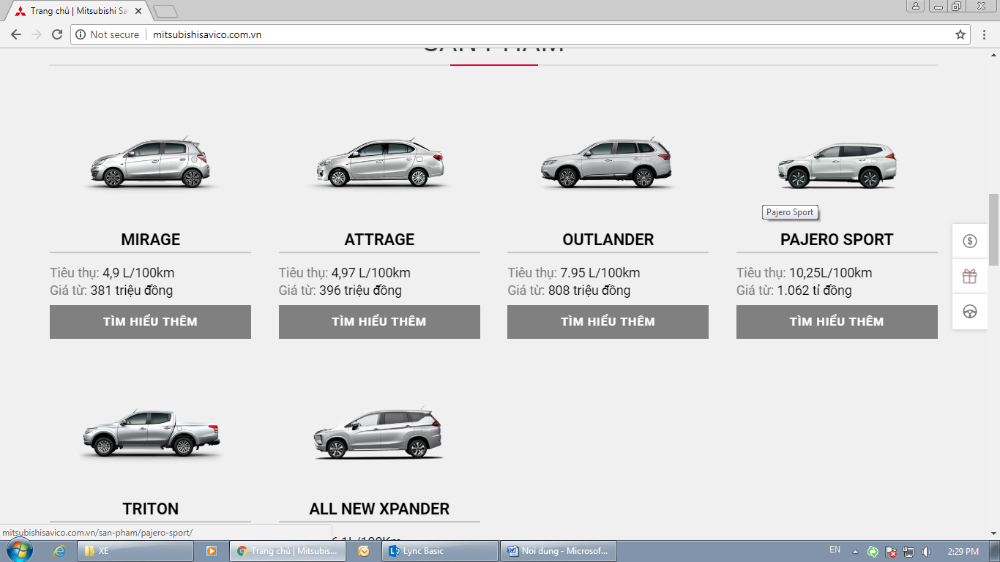 Trang chủ | Mitsubishi Sa
Not secure
mitsubishisavico.com.vn
SẢN PHẨM
Pajero Sport
MIRAGE
Tiêu thụ: 4,9 L/100km
Giá từ: 381 triệu đồng
TÌM HIỂU THÊM
ATTRAGE
Tiêu thụ: 4,97 L/100km
Giá từ: 396 triệu đồng
TÌM HIỂU THÊM
OUTLANDER
Tiêu thụ: 7.95 L/100km
Giá từ: 808 triệu đồng
TÌM HIỂU THÊM
PAJERO SPORT
Tiêu thụ: 10,25L/100km
Giá từ: 1.062 tỉ đồng
TÌM HIỂU THÊM
TRITON
ALL NEW XPANDER
mitsubishisavico.com.vn/san-pham/pajero-sport/
XE
Trang chủ | Mitsubis...
Lync Basic
Noi dung - Microsof...
EN
2:29 PM